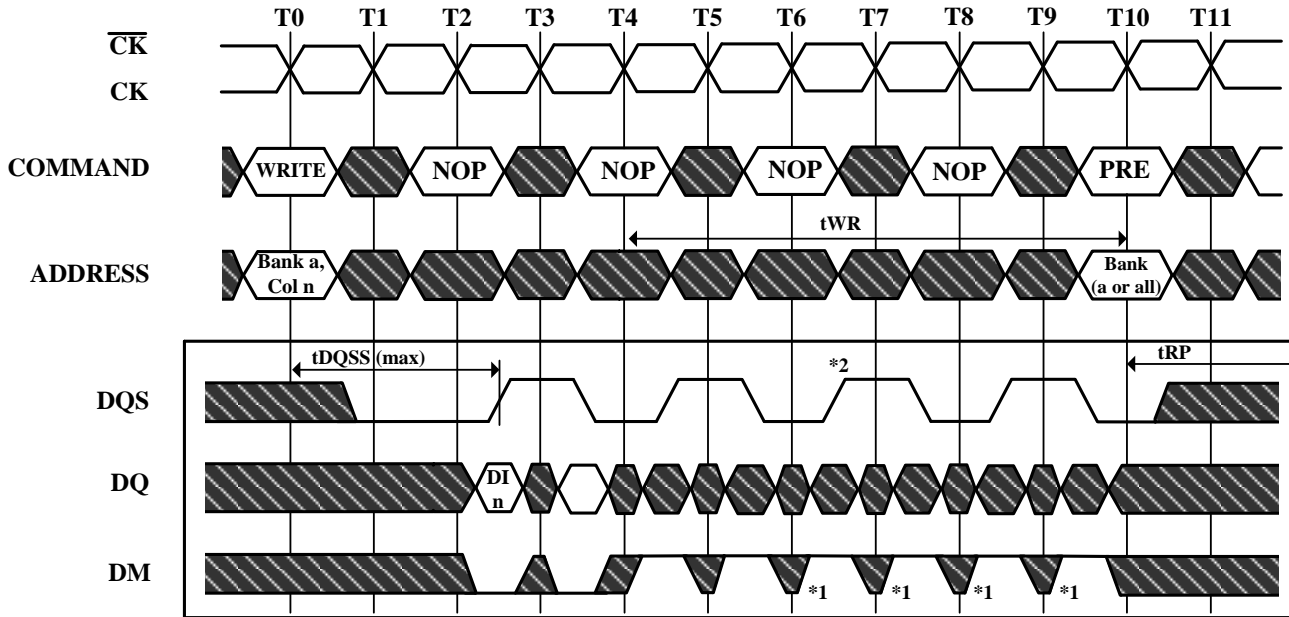 T0 T1 T2 T3 T4 T5 T6 T7 T8 T9 T10 T11
CK
CK
COMMAND
WRITE NOP NOP NOP NOP PRE
tWR
ADDRESS
Bank a,
Col n
Bank
(a or all)
tDQSS (max)
*2
tRP
DQS
DQ
DI
n
DM
*1 *1 *1 *1